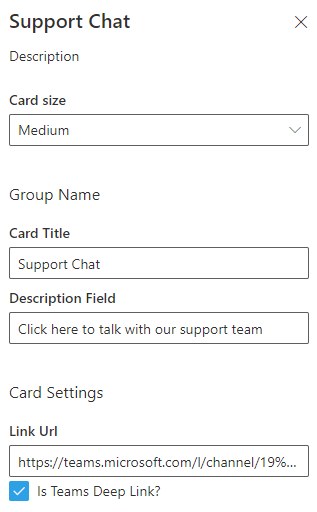 Support Chat
Description
Card size
Medium
Group Name
Card Title
Support Chat
Description Field
Click here to talk with our support team
Card Settings
Link Url
https://teams.microsoft.com/l/channel/19%...
Is Teams Deep Link?